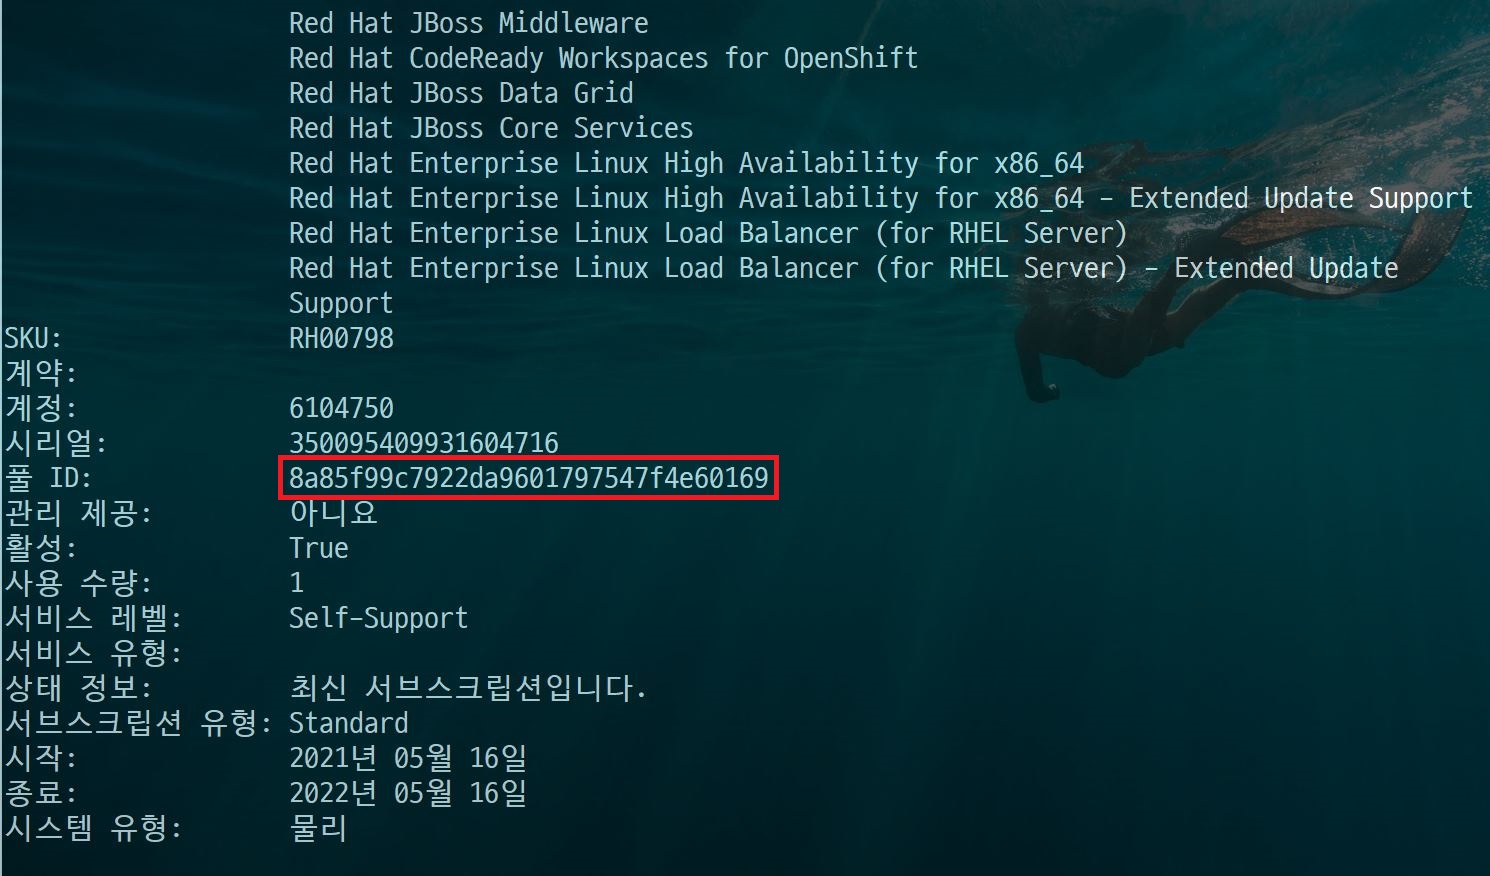 Red Hat JBoss Middleware
Red Hat CodeReady Workspaces for OpenShift
Red Hat JBoss Data Grid
Red Hat JBoss Core Services
Red Hat Enterprise Linux High Availability for x86_64
Red Hat Enterprise Linux High Availability for x86_64 - Extended Update Support
Red Hat Enterprise Linux Load Balancer (for RHEL Server)
Red Hat Enterprise Linux Load Balancer (for RHEL Server) - Extended Update
Support
SKU: RH00798
계약:
계정: 6104750
시리얼: 350095409931604716
풀 ID: 8a85f99c7922da9601797547f4e60169
관리 제공: 아니요
활성: True
사용 수량: 1
서비스 레벨: Self-Support
서비스 유형:
상태 정보: 최신 서브스크립션입니다.
서브스크립션 유형: Standard
시작: 2021년 05월 16일
종료: 2022년 05월 16일
시스템 유형: 물리